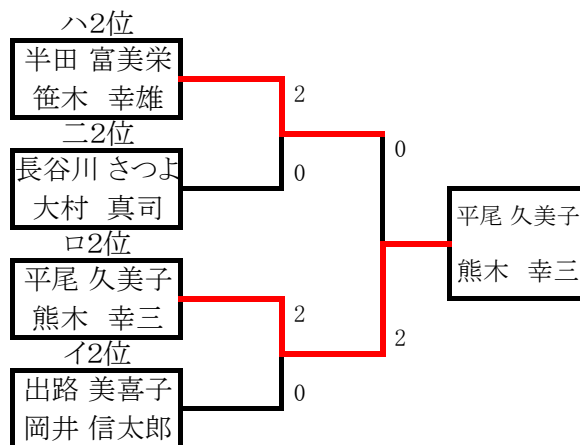 ハ2位
半田 富美栄
笹木 幸雄
2
二2位
0
長谷川 さつよ
大村 真司
0
ロ2位
平尾 久美子
熊木 幸三
平尾 久美子
熊木 幸三
2
2
イ2位
0
出路 美喜子
岡井 信太郎